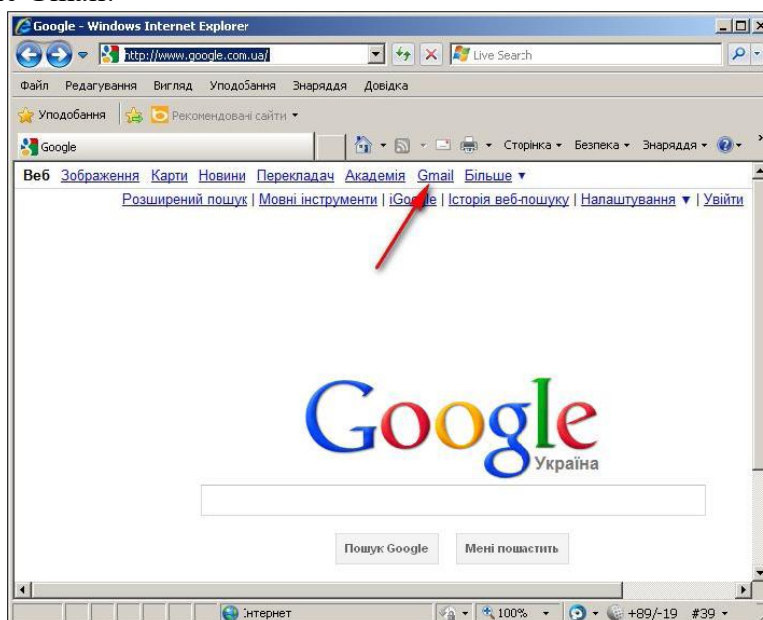 Google - Windows Internet Explorer
http://www.google.com.ua/
Live Search
Файл Редагування Вигляд Уподобання Знаряддя Довідка
Уподобання Рекомендовані сайти
Google Сторінка Безпека Знаряддя
Веб Зображення Карти Новини Перекладач Академія Gmail Більше ▼
Розширений пошук | Мовні інструменти | iGoogle | Історія веб-пошуку | Налаштування ▼ | Увійти
Google
Україна
Пошук Google Мені пощастить
Інтернет 100% +89/-19 #39